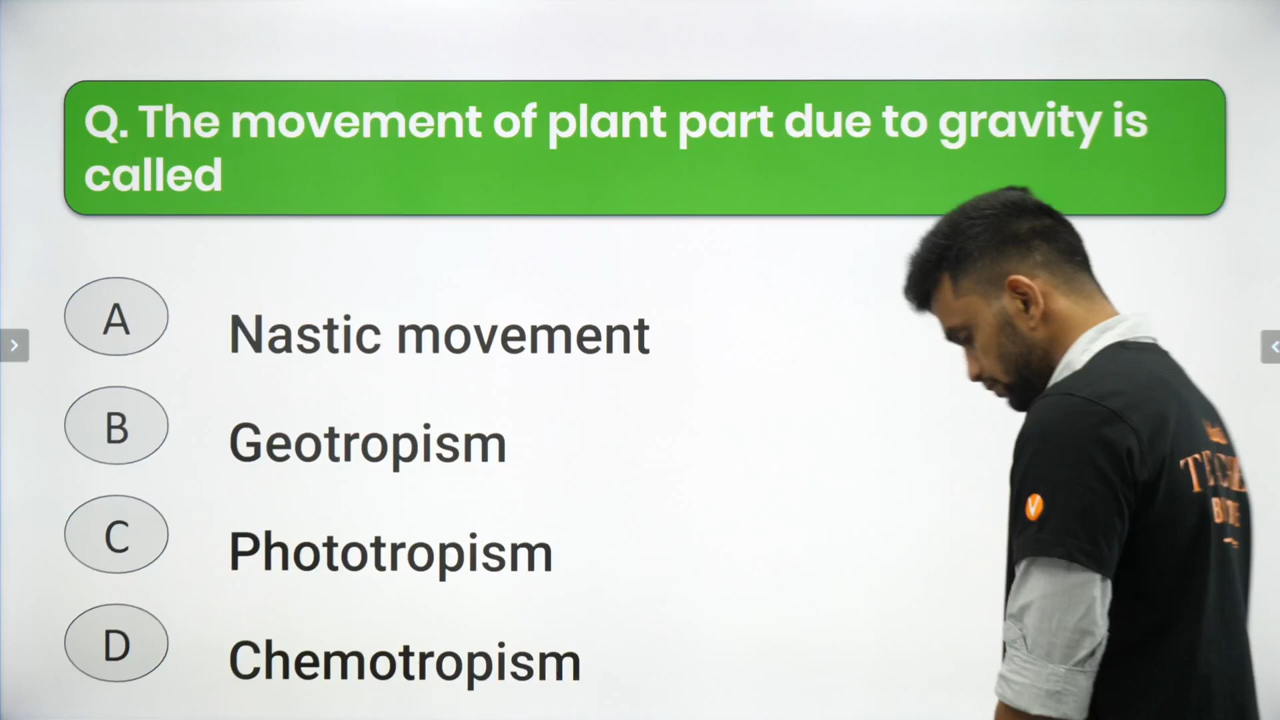 Q. The movement of plant part due to gravity is
called
A
Nastic movement
B
Geotropism
C
Phototropism
D
Chemotropism
V